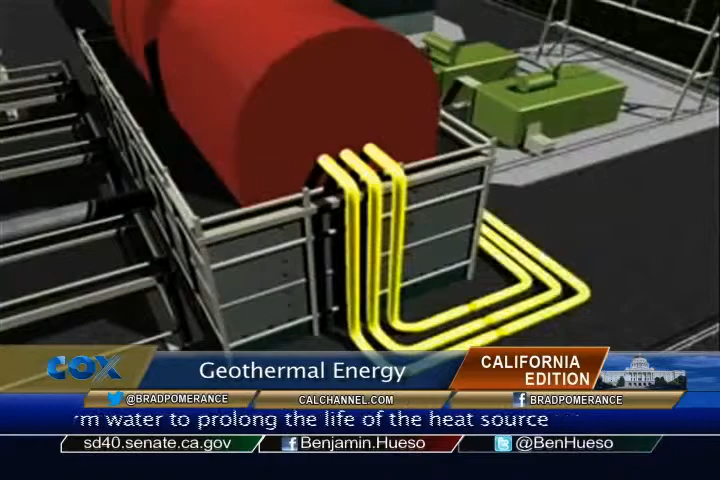 COX
Geothermal Energy
CALIFORNIA
EDITION
@BRADPOMERANCE
CALCHANNEL.COM
BRADPOMERANCE
water to prolong the life of the heat source
sd40.senate.ca.gov
Benjamin.Hueso
@BenHueso